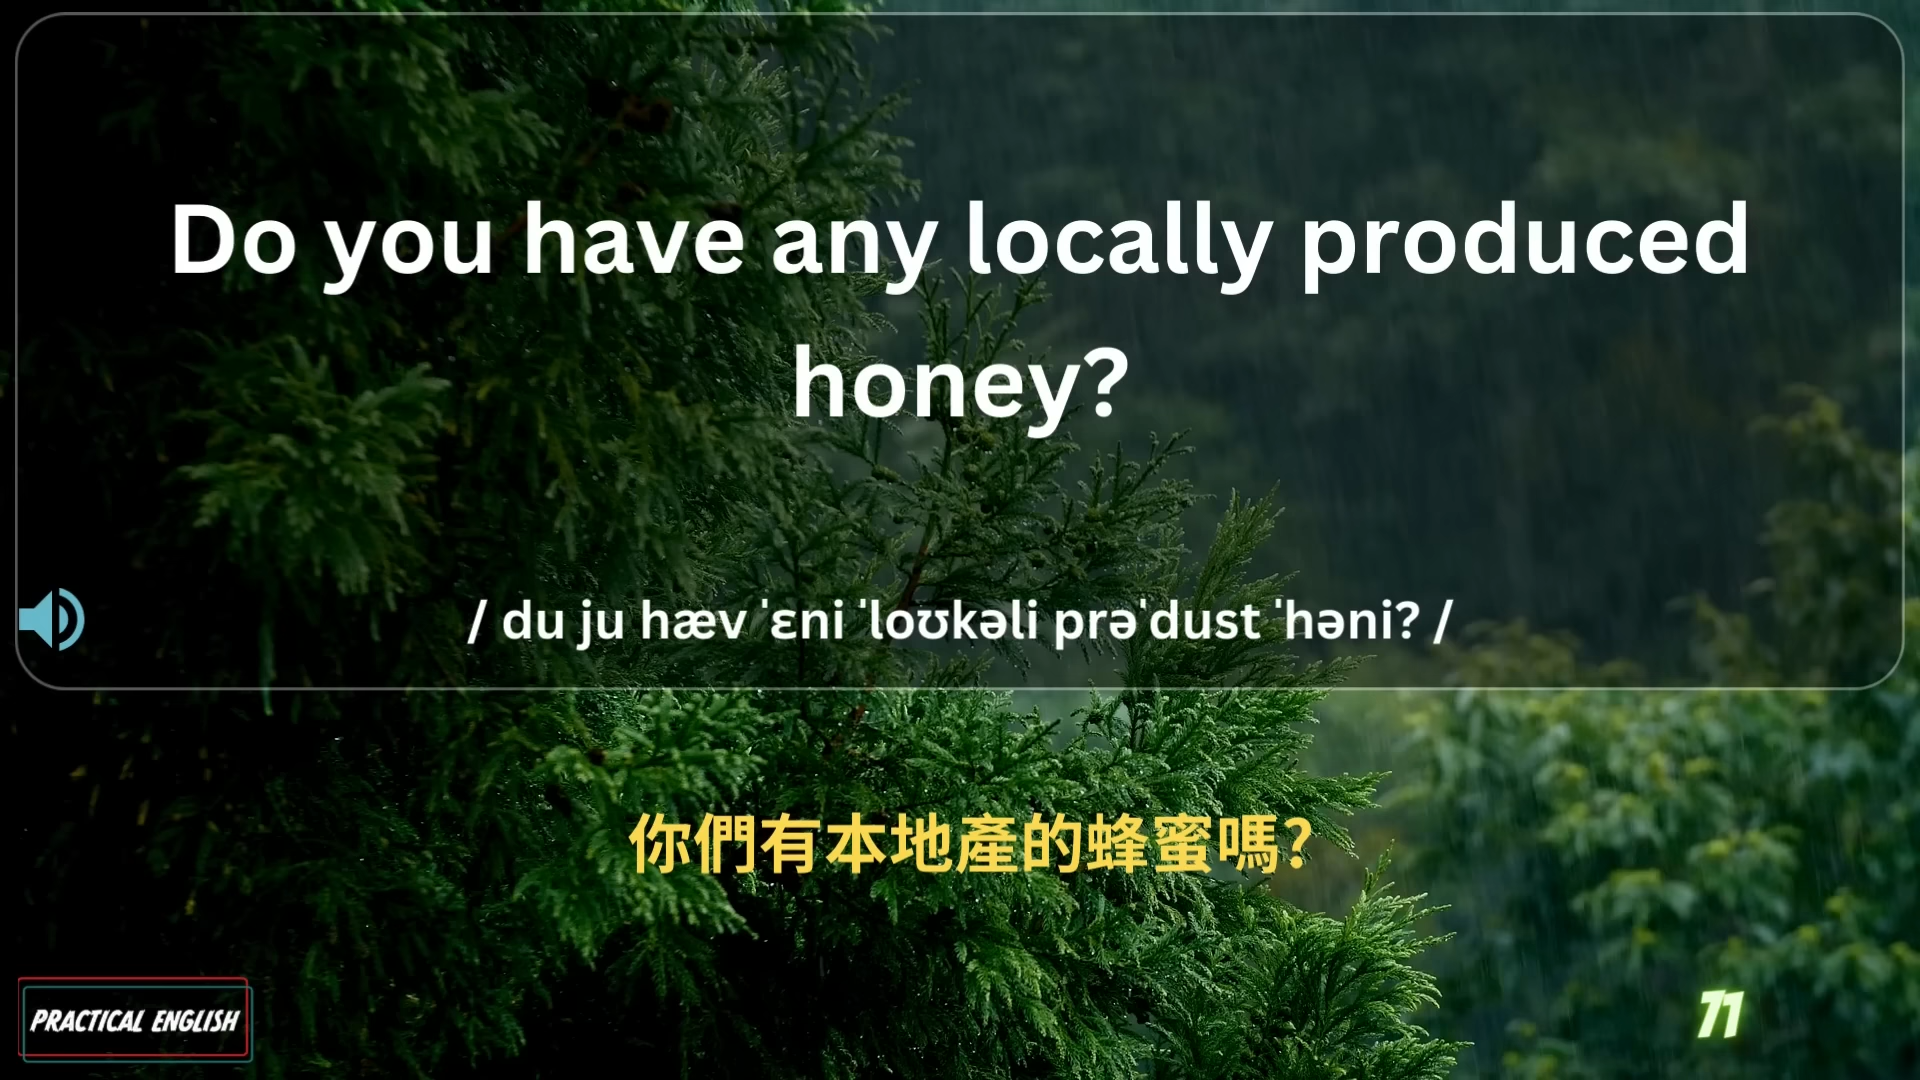 Do you have any locally produced
honey?
/ du ju hæv ˈɛni ˈloʊkəli prəˈdust ˈhəni? /
你們有本地產的蜂蜜嗎?
PRACTICAL ENGLISH
71